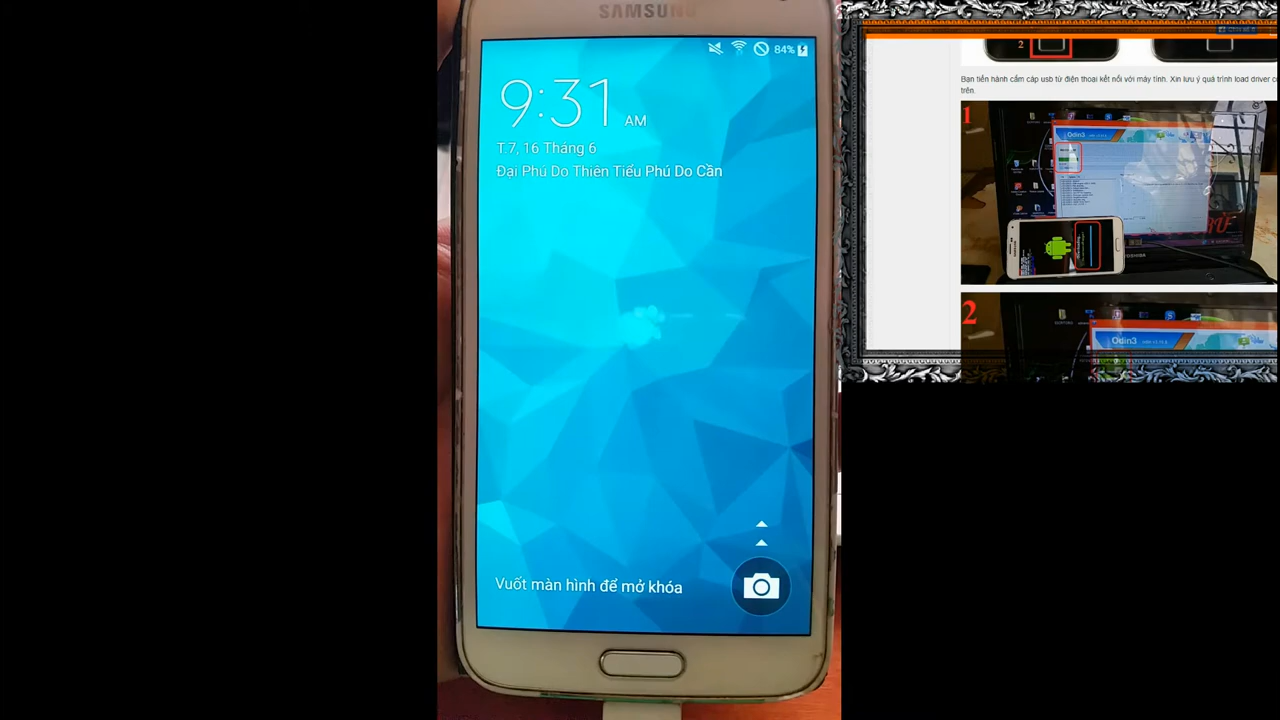 SAMSUNG
84%
9:31 AM
T.7, 16 Tháng 6
Đại Phú Do Thiên Tiểu Phú Do Cần
Vuốt màn hình để mở khóa
2
Bạn tiến hành cắm cáp usb từ điện thoại kết nối với máy tính. Xin lưu ý quá trình load driver
trên.
1
Odin3
TOSHIBA
2
Odin3